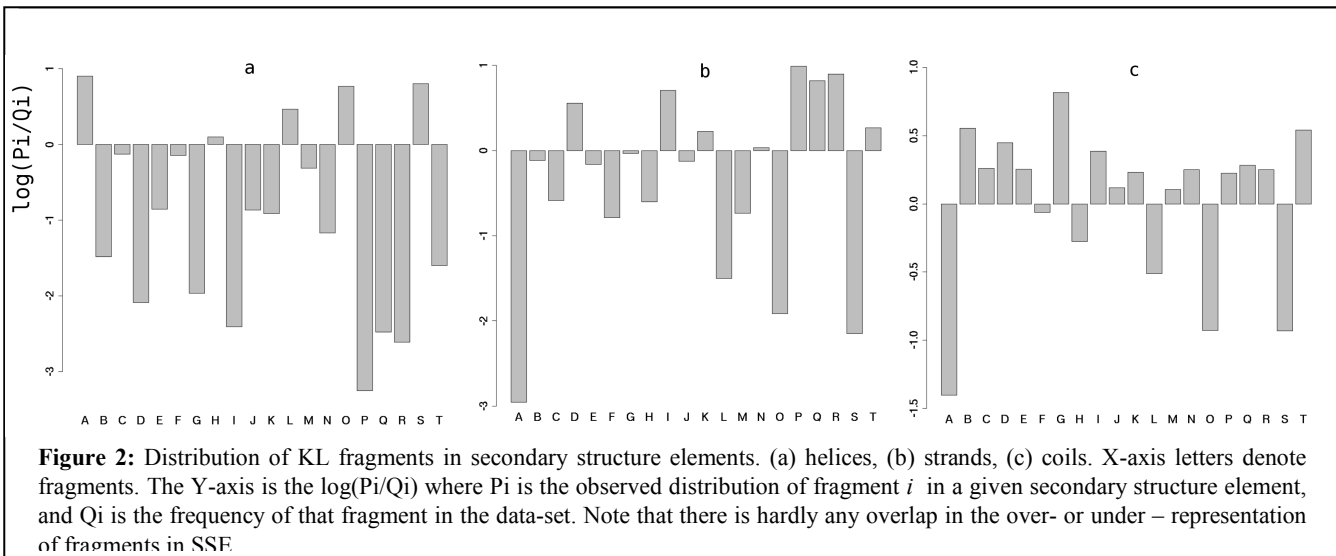 a
b
c
log(Pi/Qi)
1
0
-1
-2
-3
A B C D E F G H I J K L M N O P Q R S T
1
0
-1
-2
-3
A B C D E F G H I J K L M N O P Q R S T
1.0
0.5
0.0
-0.5
-1.0
-1.5
A B C D E F G H I J K L M N O P Q R S T
Figure 2: Distribution of KL fragments in secondary structure elements. (a) helices, (b) strands, (c) coils. X-axis letters denote
fragments. The Y-axis is the log(Pi/Qi) where Pi is the observed distribution of fragment i in a given secondary structure element,
and Qi is the frequency of that fragment in the data-set. Note that there is hardly any overlap in the over- or under – representation
of fragments in SSE